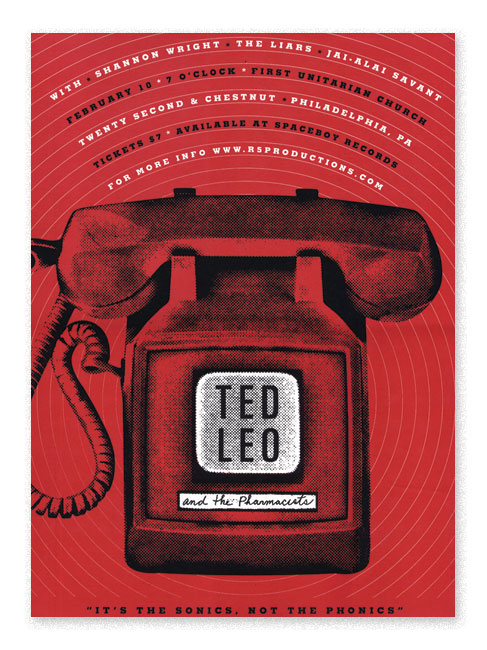 WITH • SHANNON WRIGHT • THE LIARS • JAI-ALAI SAVANT
FEBRUARY 10 • 7 O'CLOCK • FIRST UNITARIAN CHURCH
TWENTY SECOND & CHESTNUT • PHILADELPHIA, PA
TICKETS $7 • AVAILABLE AT SPACEBOY RECORDS
FOR MORE INFO WWW.R5PRODUCTIONS.COM
TED
LEO
and the Pharmacists
"IT'S THE SONICS, NOT THE PHONICS"